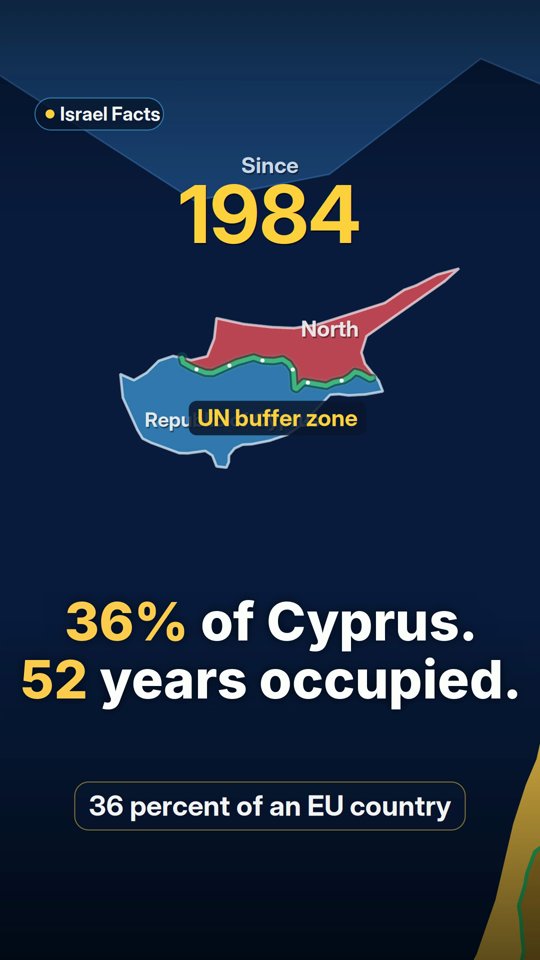 Israel Facts
Since
1984
North
UN buffer zone
36% of Cyprus.
52 years occupied.
36 percent of an EU country